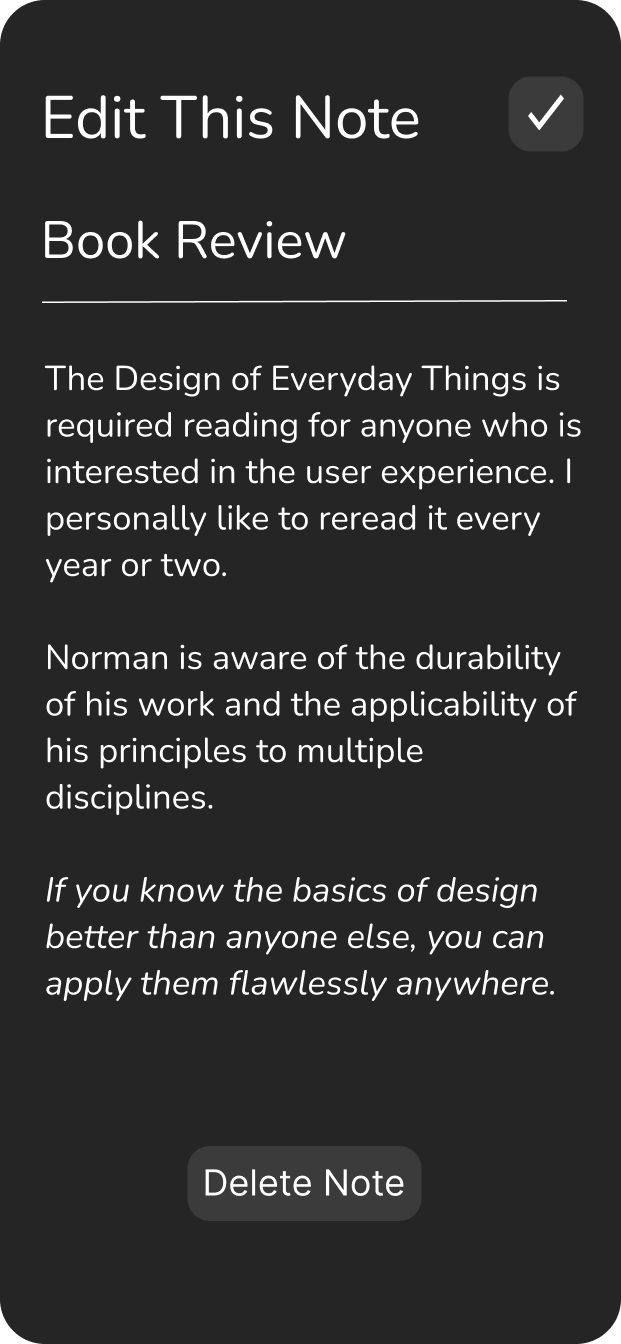 Edit This Note
Book Review
The Design of Everyday Things is
required reading for anyone who is
interested in the user experience. I
personally like to reread it every
year or two.
Norman is aware of the durability
of his work and the applicability of
his principles to multiple
disciplines.
If you know the basics of design
better than anyone else, you can
apply them flawlessly anywhere.
Delete Note